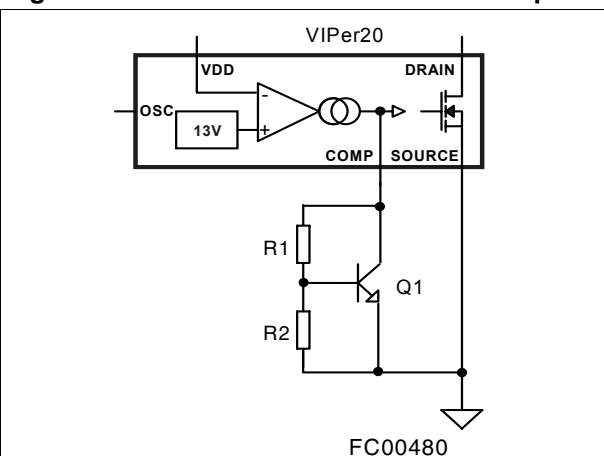 VIPer20
VDD
DRAIN
OSC
-
13V
+
COMP SOURCE
R1
Q1
R2
FC00480